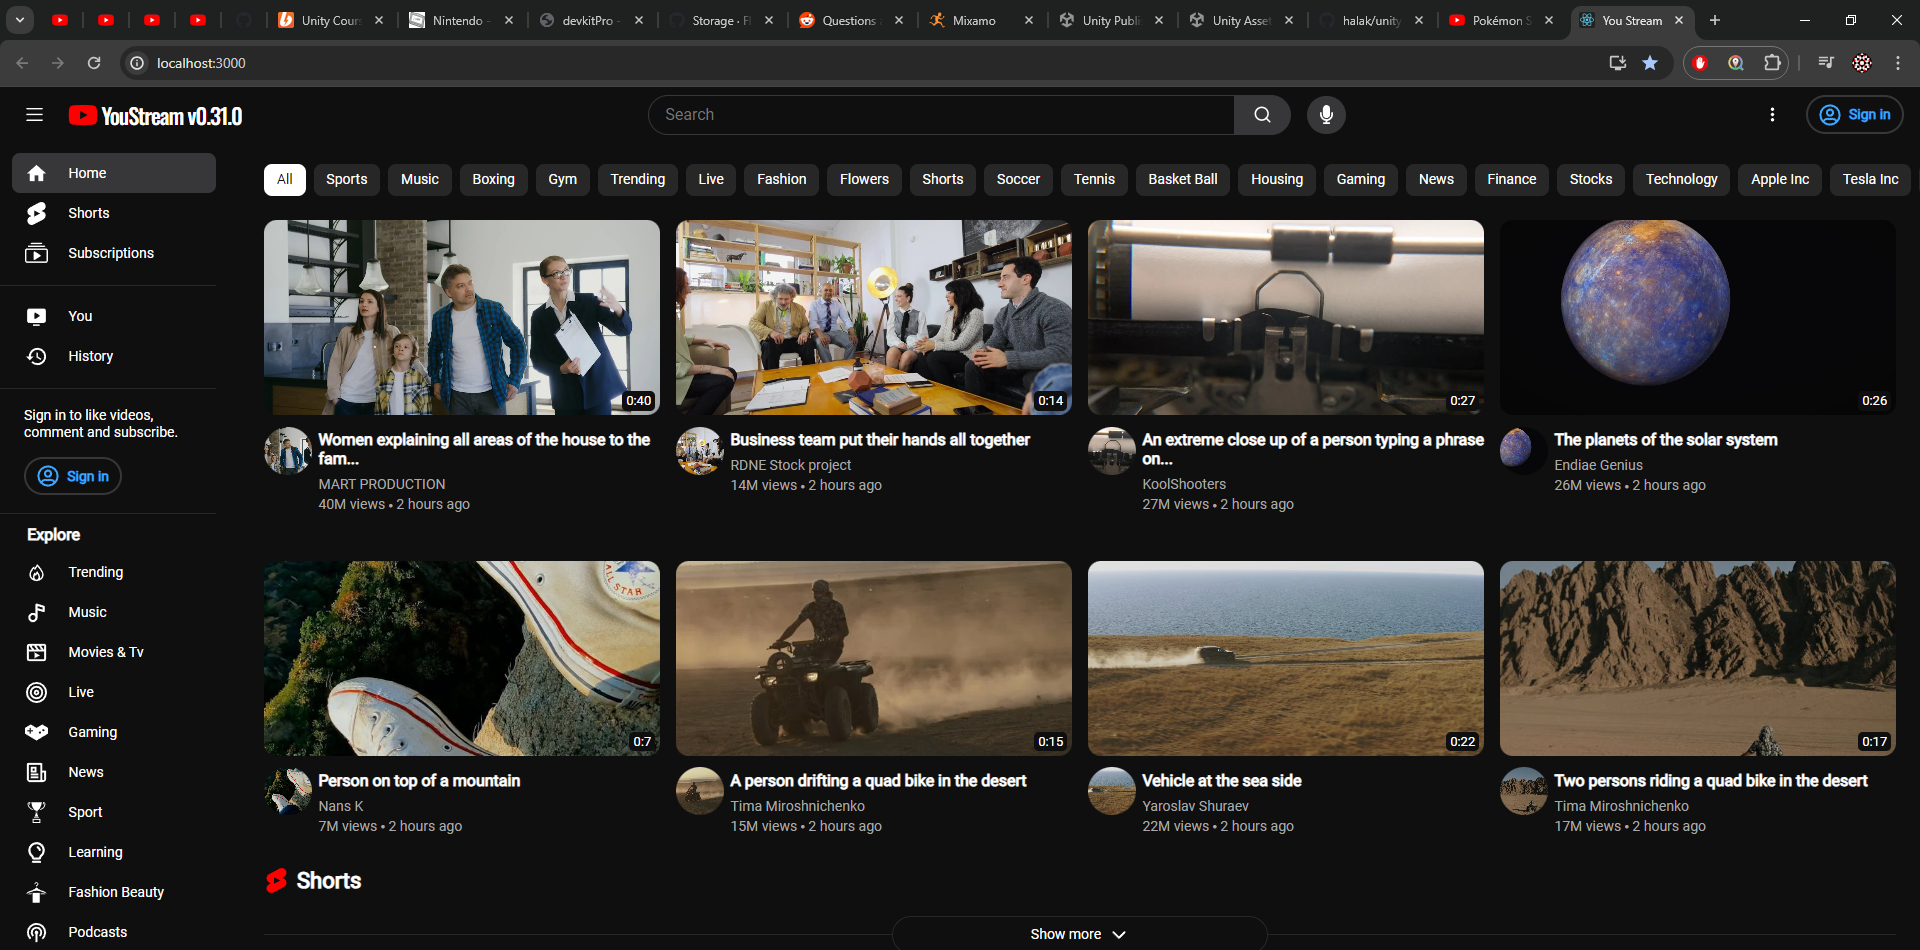 Unity Cour
Nintendo
devkitPro
Storage · F
Questions
Mixamo
Unity Publi
Unity Asset
halak/unity
Pokémon S
You Stream
localhost:3000
YouStream v0.31.0
Search
Sign in
Home
Shorts
Subscriptions
You
History
Sign in to like videos,
comment and subscribe.
Sign in
Explore
Trending
Music
Movies & Tv
Live
Gaming
News
Sport
Learning
Fashion Beauty
Podcasts
All
Sports
Music
Boxing
Gym
Trending
Live
Fashion
Flowers
Shorts
Soccer
Tennis
Basket Ball
Housing
Gaming
News
Finance
Stocks
Technology
Apple Inc
Tesla Inc
0:40
Women explaining all areas of the house to the
fam...
MART PRODUCTION
40M views • 2 hours ago
0:14
Business team put their hands all together
RDNE Stock project
14M views • 2 hours ago
0:27
An extreme close up of a person typing a phrase
on...
KoolShooters
27M views • 2 hours ago
0:26
The planets of the solar system
Endiae Genius
26M views • 2 hours ago
ALL STAR
0:7
Person on top of a mountain
Nans K
7M views • 2 hours ago
0:15
A person drifting a quad bike in the desert
Tima Miroshnichenko
15M views • 2 hours ago
0:22
Vehicle at the sea side
Yaroslav Shuraev
22M views • 2 hours ago
0:17
Two persons riding a quad bike in the desert
Tima Miroshnichenko
17M views • 2 hours ago
Shorts
Show more